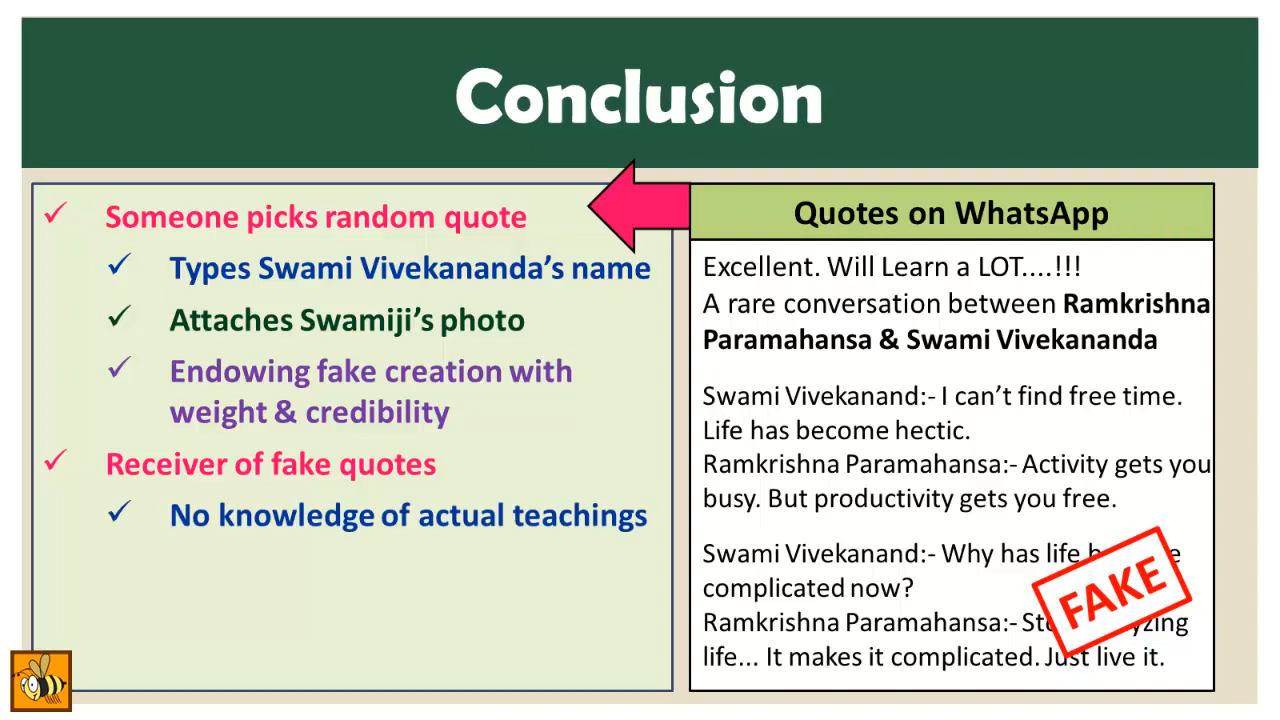 Conclusion
Someone picks random quote
Types Swami Vivekananda's name
Attaches Swamiji's photo
Endowing fake creation with
weight & credibility
Receiver of fake quotes
No knowledge of actual teachings
Quotes on WhatsApp
Excellent. Will Learn a LOT....!!!
A rare conversation between Ramkrishna
Paramahansa & Swami Vivekananda
Swami Vivekanand:- I can't find free time.
Life has become hectic.
Ramkrishna Paramahansa:- Activity gets you
busy. But productivity gets you free.
Swami Vivekanand:- Why has life
complicated now?
Ramkrishna Paramahansa:-
life... It makes it complicated. Just live it.
FAKE